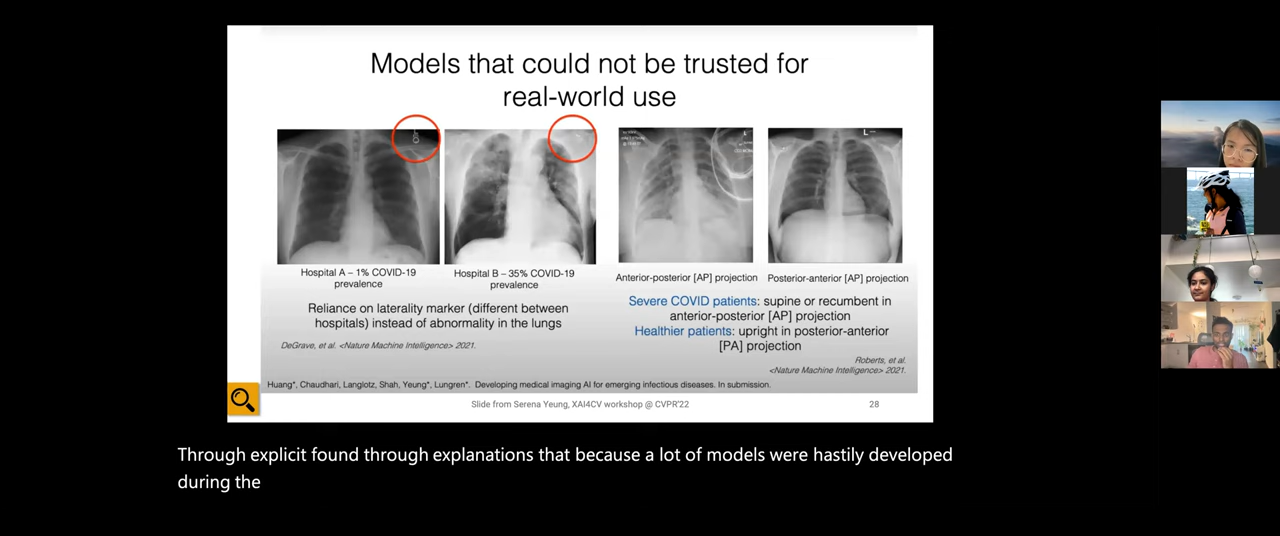 Models that could not be trusted for
real-world use
L
Hospital A – 1% COVID-19
prevalence
Hospital B – 35% COVID-19
prevalence
Anterior-posterior [AP] projection
Posterior-anterior [AP] projection
Reliance on laterality marker (different between
hospitals) instead of abnormality in the lungs
DeGrave, et al. <Nature Machine Intelligence> 2021.
Severe COVID patients: supine or recumbent in
anterior-posterior [AP] projection
Healthier patients: upright in posterior-anterior
[PA] projection
Roberts, et al.
<Nature Machine Intelligence> 2021.
Huang*, Chaudhari, Langlotz, Shah, Yeung*, Lungren*. Developing medical imaging AI for emerging infectious diseases. In submission.
Slide from Serena Yeung, XAI4CV workshop @ CVPR'22
28
Through explicit found through explanations that because a lot of models were hastily developed
during the